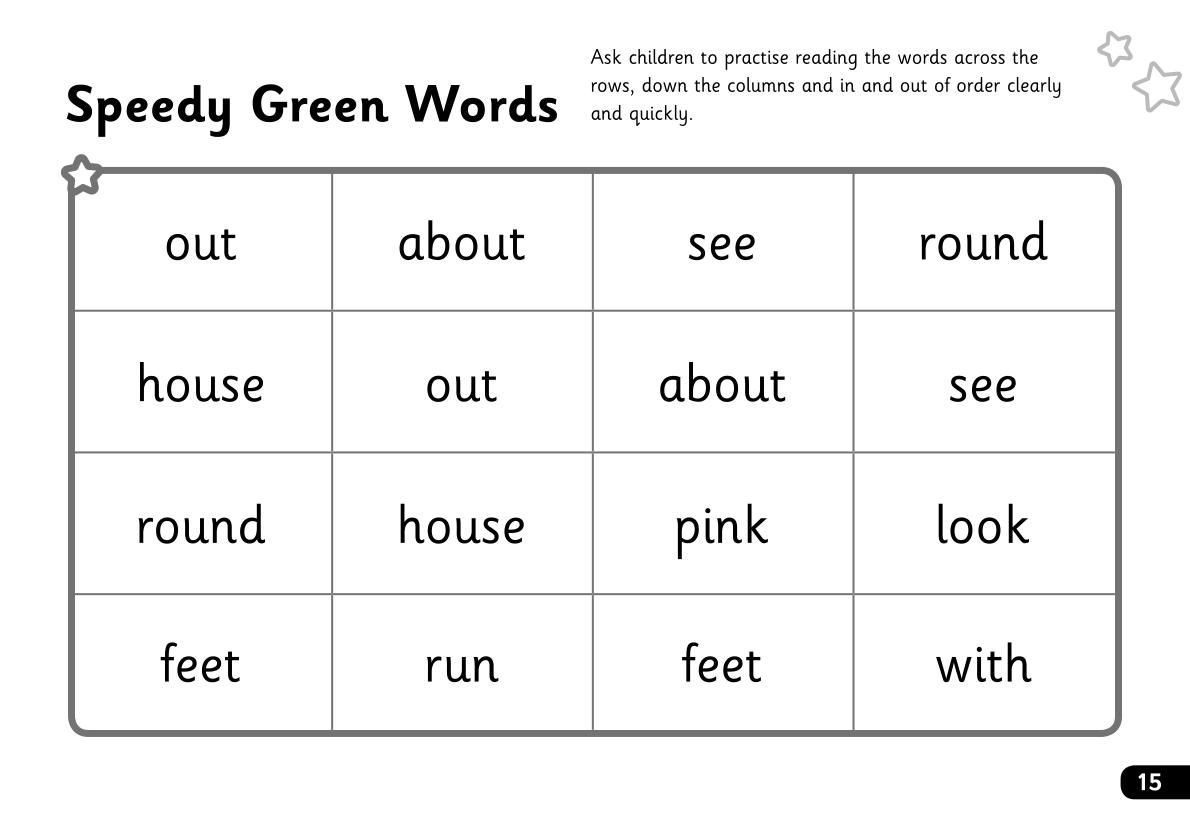 Speedy Green Words
Ask children to practise reading the words across the
rows, down the columns and in and out of order clearly
and quickly.
out about see round
house out about see
round house pink look
feet run feet with
15